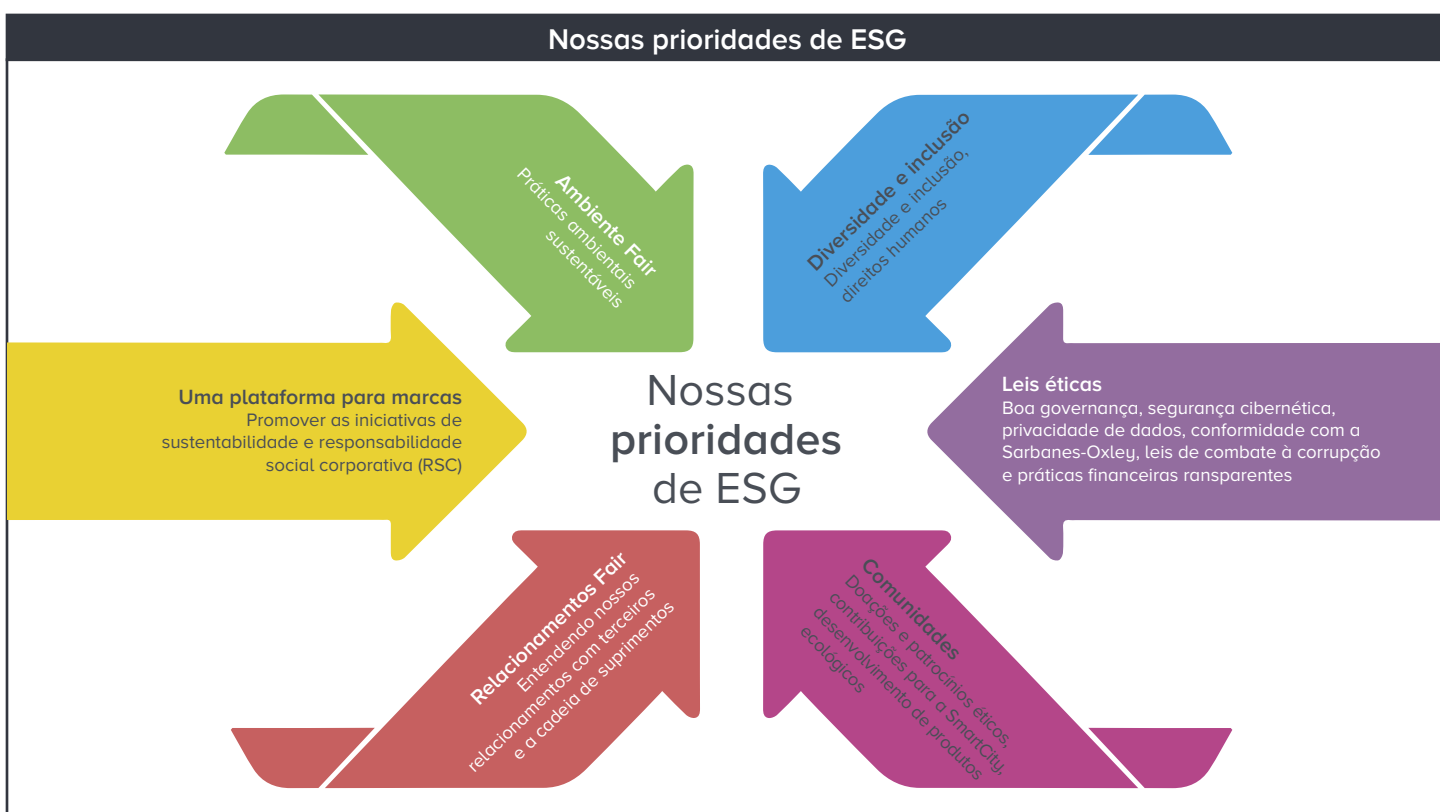 Nossas prioridades de ESG
Ambiente Fair
Práticas ambientais
sustentáveis
Diversidade e inclusão
Diversidade e inclusão,
direitos humanos
Uma plataforma para marcas
Promover as iniciativas de
sustentabilidade e responsabilidade
social corporativa (RSC)
Nossas
prioridades
de ESG
Leis éticas
Boa governança, segurança cibernética,
privacidade de dados, conformidade com a
Sarbanes-Oxley, leis de combate à corrupção
e práticas financeiras ransparentes
Relacionamentos Fair
Entendendo nossos
relacionamentos com terceiros
e a cadeia de suprimentos
Comunidades
Doações e patrocínios éticos,
contribuições para a SmartCity,
desenvolvimento de produtos
ecológicos